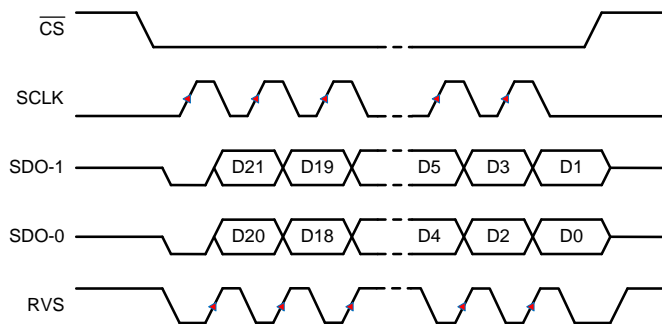 CS
SCLK
SDO-1 D21 D19 D5 D3 D1
SDO-0 D20 D18 D4 D2 D0
RVS